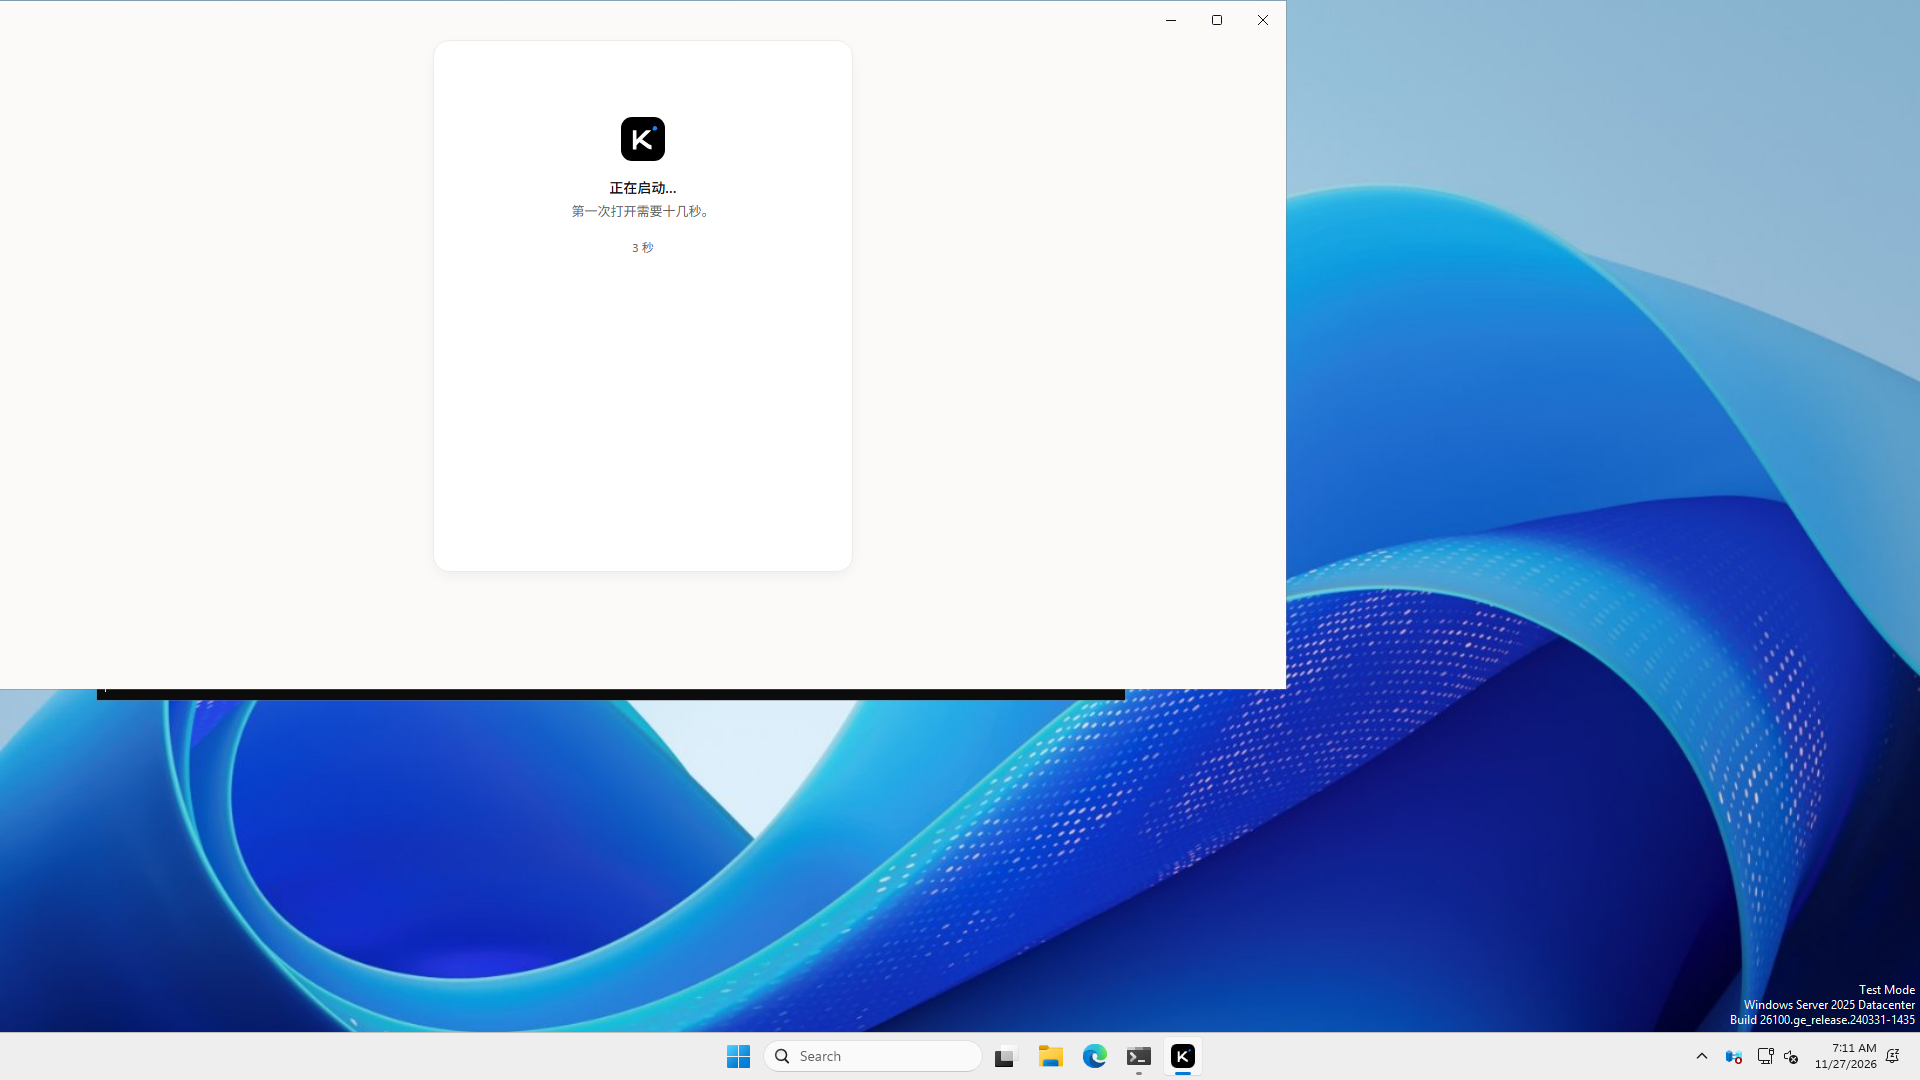 K
正在启动...
第一次打开需要十几秒。
3 秒
Test Mode
Windows Server 2025 Datacenter
Build 26100.ge_release.240331-1435
Search
K
7:11 AM
11/27/2026